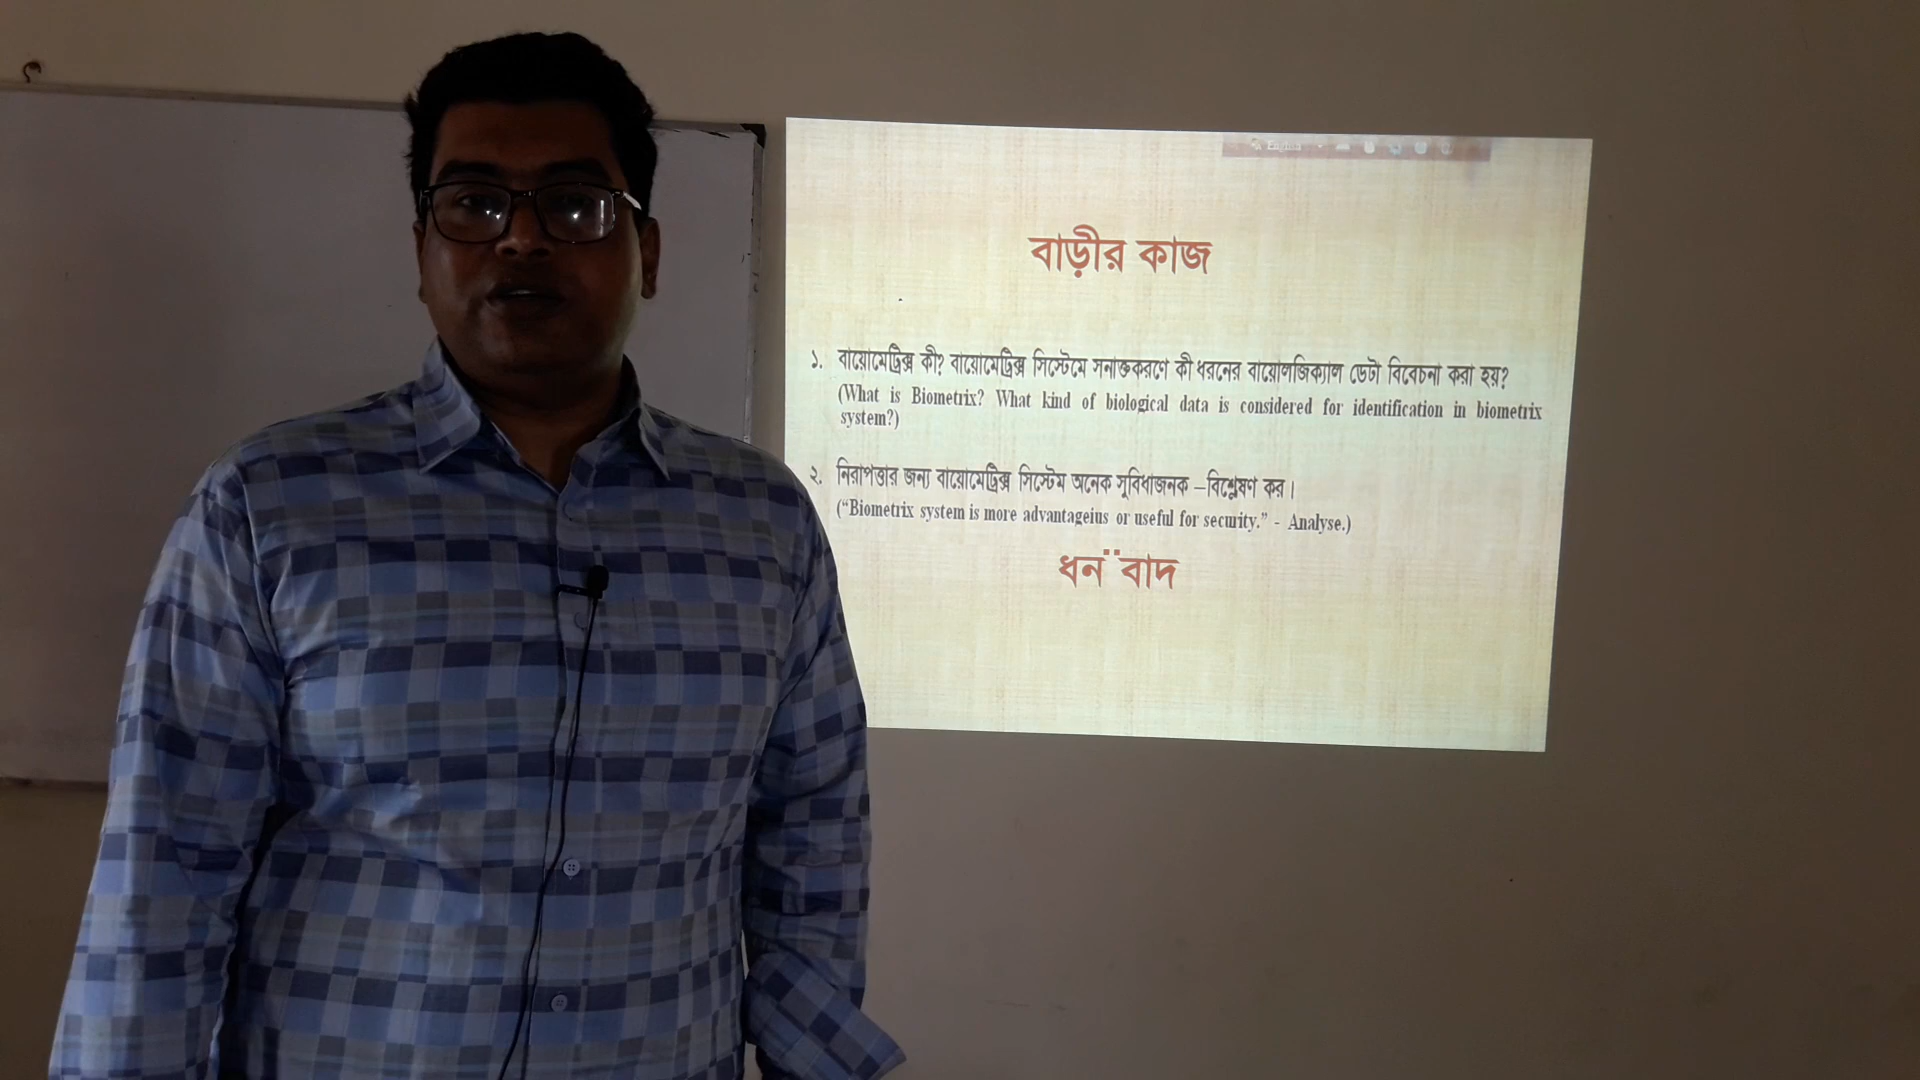 English
বাড়ীর কাজ
১. বায়োমেট্রিক্স কী? বায়োমেট্রিক্স সিস্টেমে সনাক্তকরণে কী ধরনের বায়োলজিক্যাল ডেটা বিবেচনা করা হয়?
(What is Biometrix? What kind of biological data is considered for identification in biometrix
system?)
২. নিরাপত্তার জন্য বায়োমেট্রিক্স সিস্টেম অনেক সুবিধাজনক –বিশ্লেষণ কর।
(“Biometrix system is more advantageius or useful for security.” - Analyse.)
ধন¨বাদ